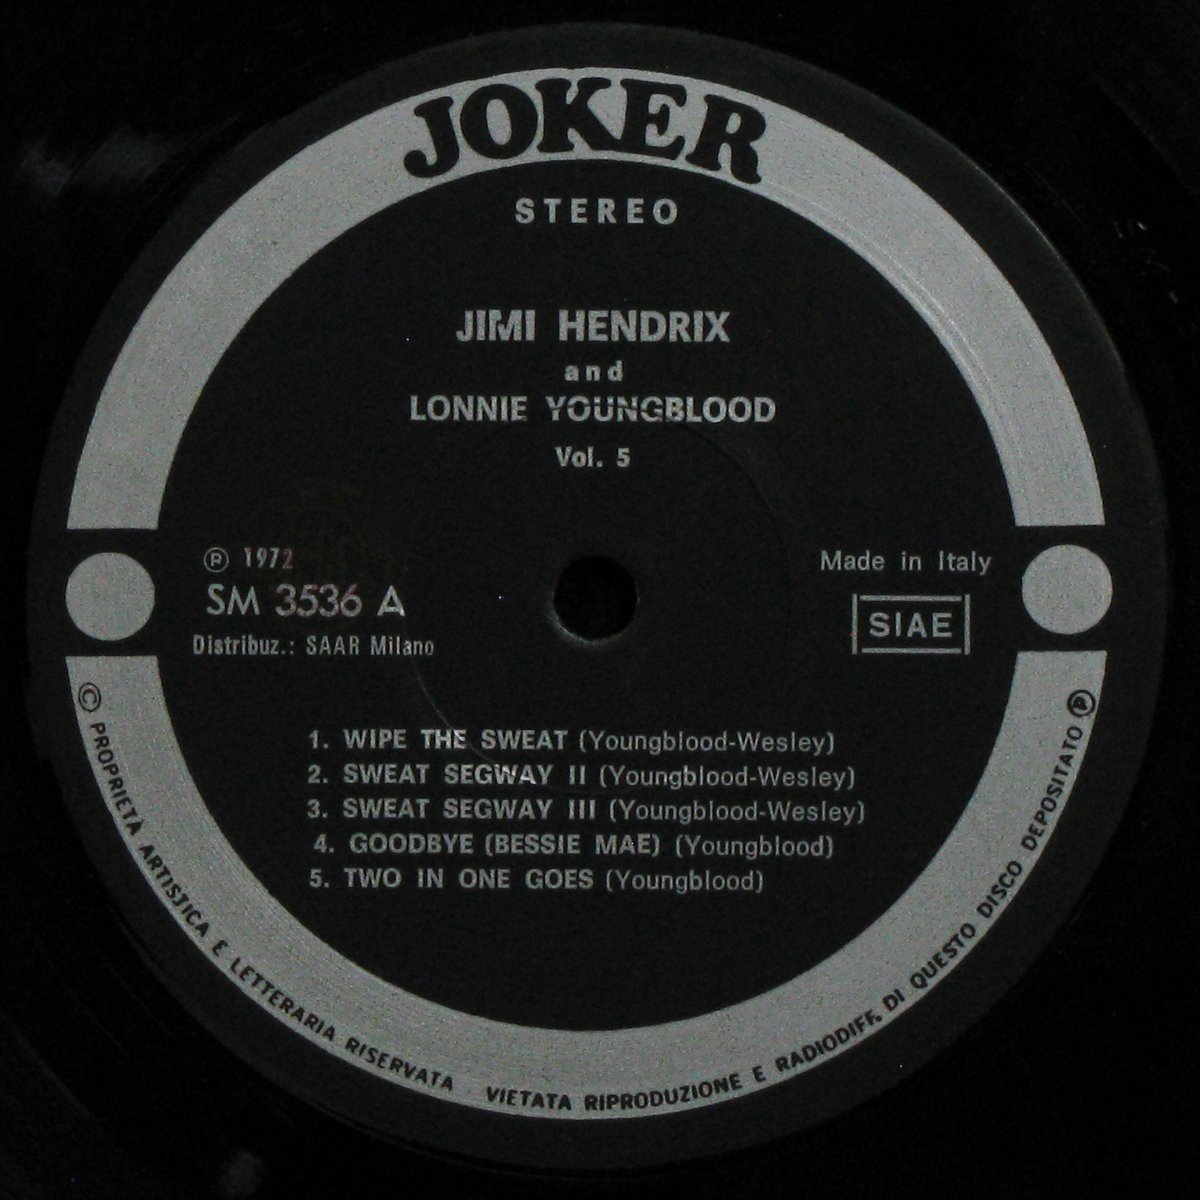 JOKER
STEREO
JIMI HENDRIX
and
LONNIE YOUNGBLOOD
Vol. 5
Ⓟ 1972
SM 3536 A
Distribuz.: SAAR Milano
Made in Italy
SIAE
1. WIPE THE SWEAT (Youngblood-Wesley)
2. SWEAT SEGWAY II (Youngblood-Wesley)
3. SWEAT SEGWAY III (Youngblood-Wesley)
4. GOODBYE (BESSIE MAE) (Youngblood)
5. TWO IN ONE GOES (Youngblood)
© PROPRIETA ARTISTICA E LETTERARIA RISERVATA VIETATA RIPRODUZIONE E RADIODIFF. DI QUESTO DISCO DEPOSITATO Ⓟ